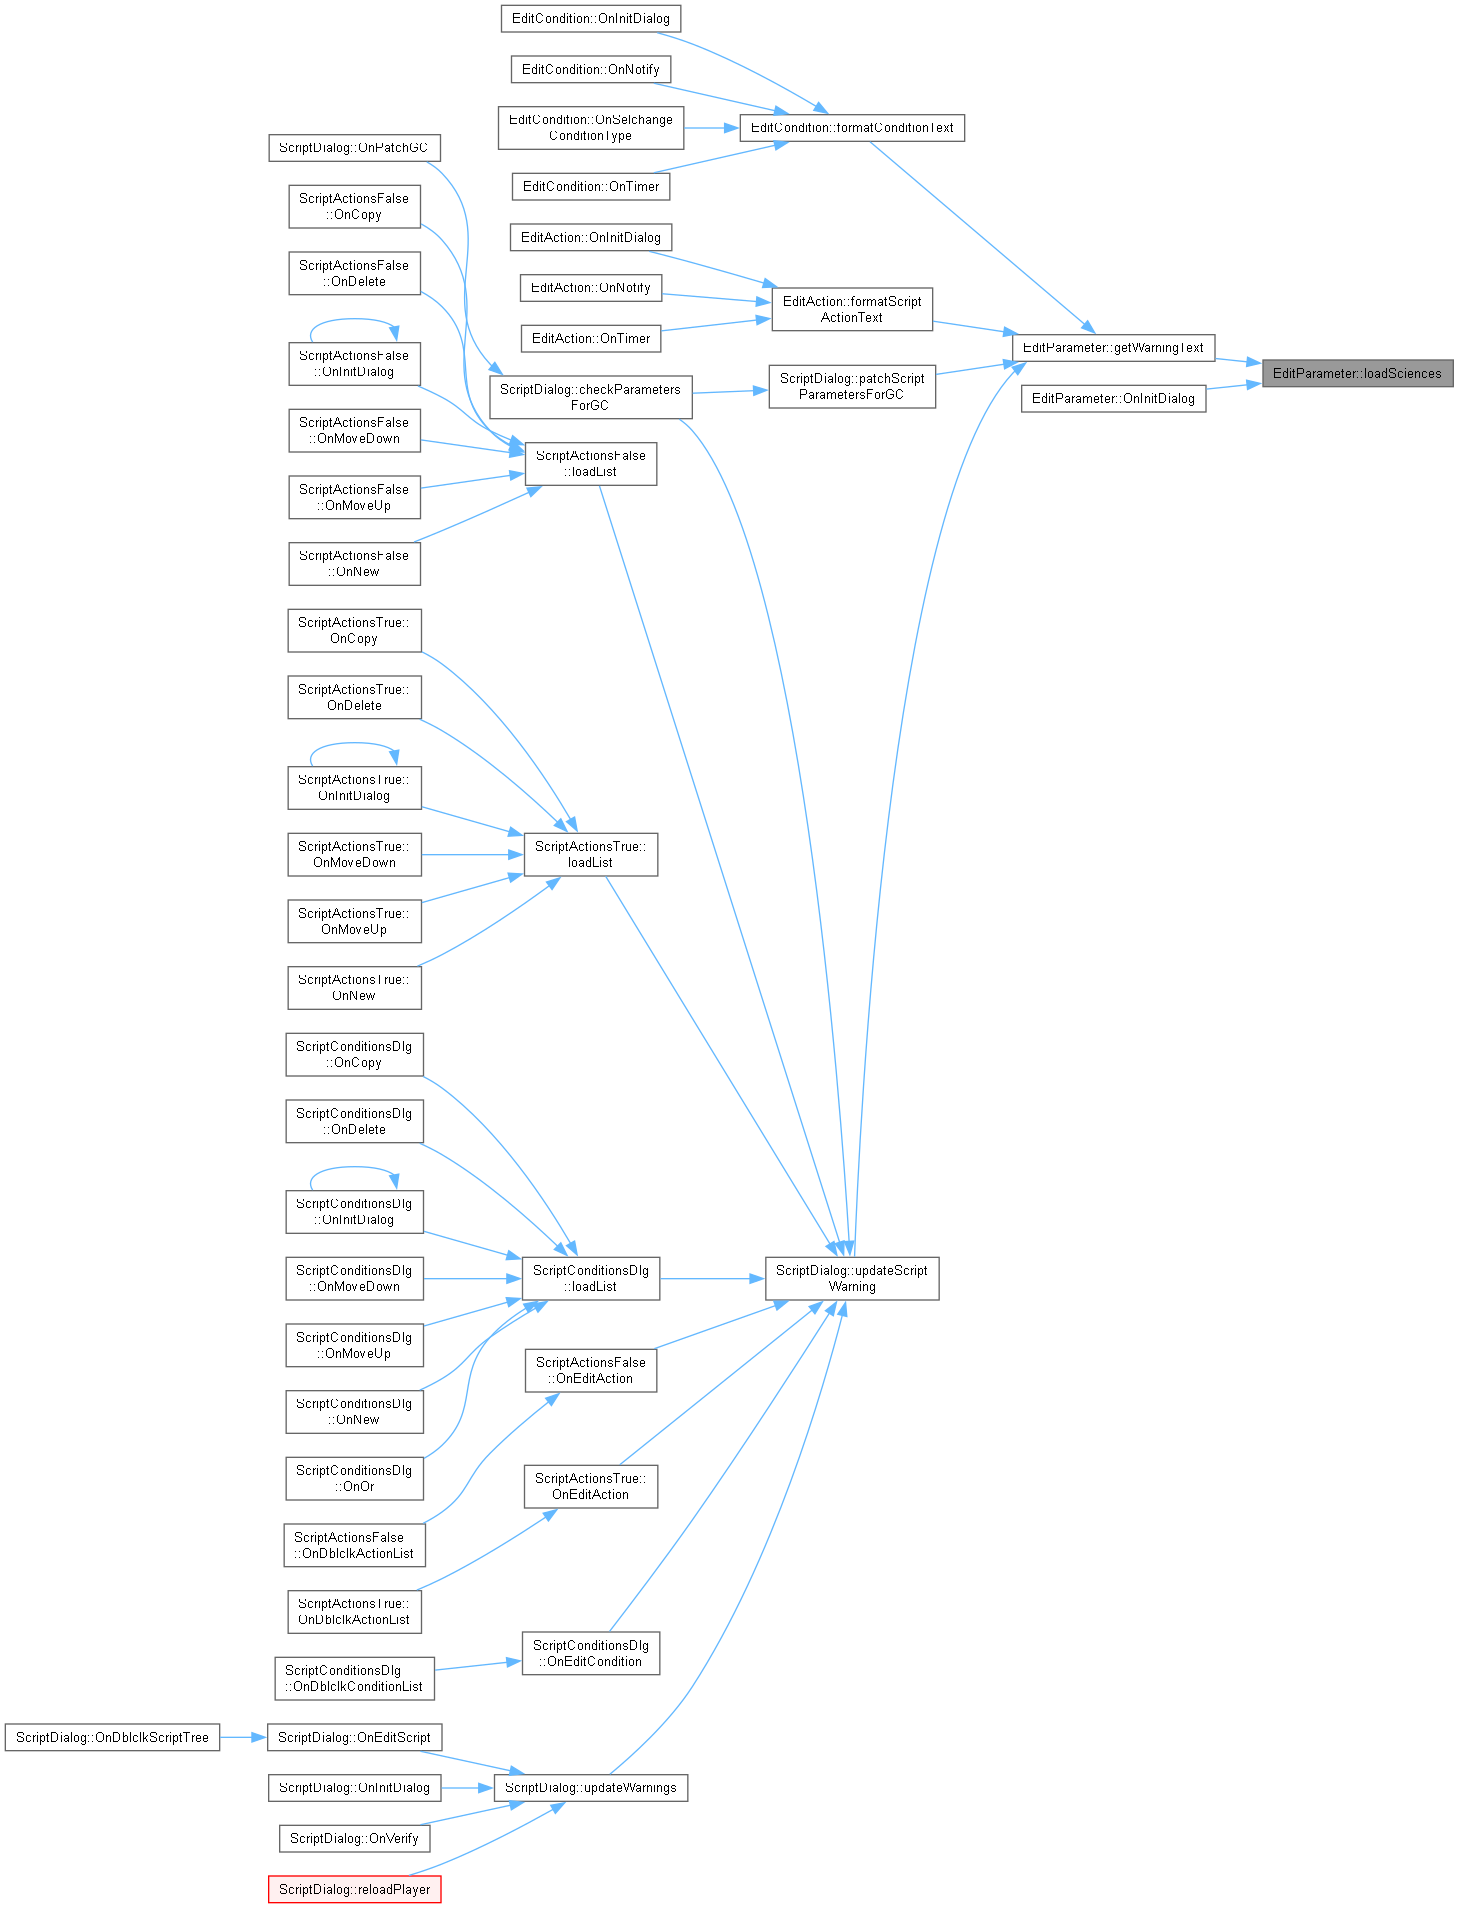 EditCondition::OnInitDialog
EditCondition::OnNotify
EditCondition::OnSelchange
ConditionType
EditCondition::formatConditionText
ScriptDialog::OnPatchGC
EditCondition::OnTimer
ScriptActionsFalse
::OnCopy
EditAction::OnInitDialog
ScriptActionsFalse
::OnDelete
EditAction::OnNotify
EditAction::formatScript
ActionText
EditAction::OnTimer
EditParameter::getWarningText
ScriptActionsFalse
::OnInitDialog
EditParameter::loadSciences
ScriptDialog::patchScript
ParametersForGC
ScriptDialog::checkParameters
ForGC
EditParameter::OnInitDialog
ScriptActionsFalse
::OnMoveDown
ScriptActionsFalse
::loadList
ScriptActionsFalse
::OnMoveUp
ScriptActionsFalse
::OnNew
ScriptActionsTrue::
OnCopy
ScriptActionsTrue::
OnDelete
ScriptActionsTrue::
OnInitDialog
ScriptActionsTrue::
OnMoveDown
ScriptActionsTrue::
loadList
ScriptActionsTrue::
OnMoveUp
ScriptActionsTrue::
OnNew
ScriptConditionsDlg
::OnCopy
ScriptConditionsDlg
::OnDelete
ScriptConditionsDlg
::OnInitDialog
ScriptConditionsDlg
::OnMoveDown
ScriptConditionsDlg
::loadList
ScriptDialog::updateScript
Warning
ScriptConditionsDlg
::OnMoveUp
ScriptActionsFalse
::OnEditAction
ScriptConditionsDlg
::OnNew
ScriptConditionsDlg
::OnOr
ScriptActionsTrue::
OnEditAction
ScriptActionsFalse
::OnDblclkActionList
ScriptActionsTrue::
OnDblclkActionList
ScriptConditionsDlg
::OnEditCondition
ScriptConditionsDlg
::OnDblclkConditionList
ScriptDialog::OnDblclkScriptTree
ScriptDialog::OnEditScript
ScriptDialog::OnInitDialog
ScriptDialog::updateWarnings
ScriptDialog::OnVerify
ScriptDialog::reloadPlayer